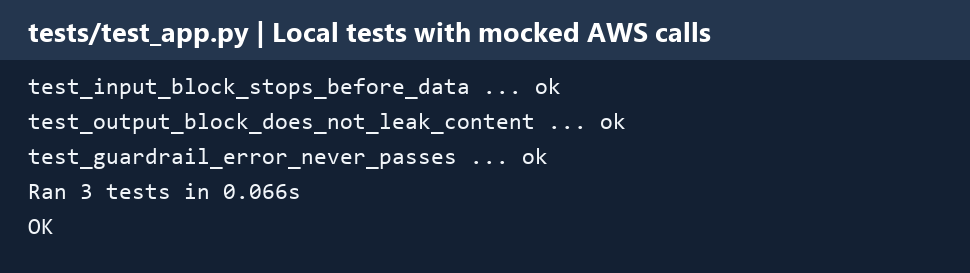 tests/test_app.py | Local tests with mocked AWS calls
test_input_block_stops_before_data ... ok
test_output_block_does_not_leak_content ... ok
test_guardrail_error_never_passes ... ok
Ran 3 tests in 0.066s
OK